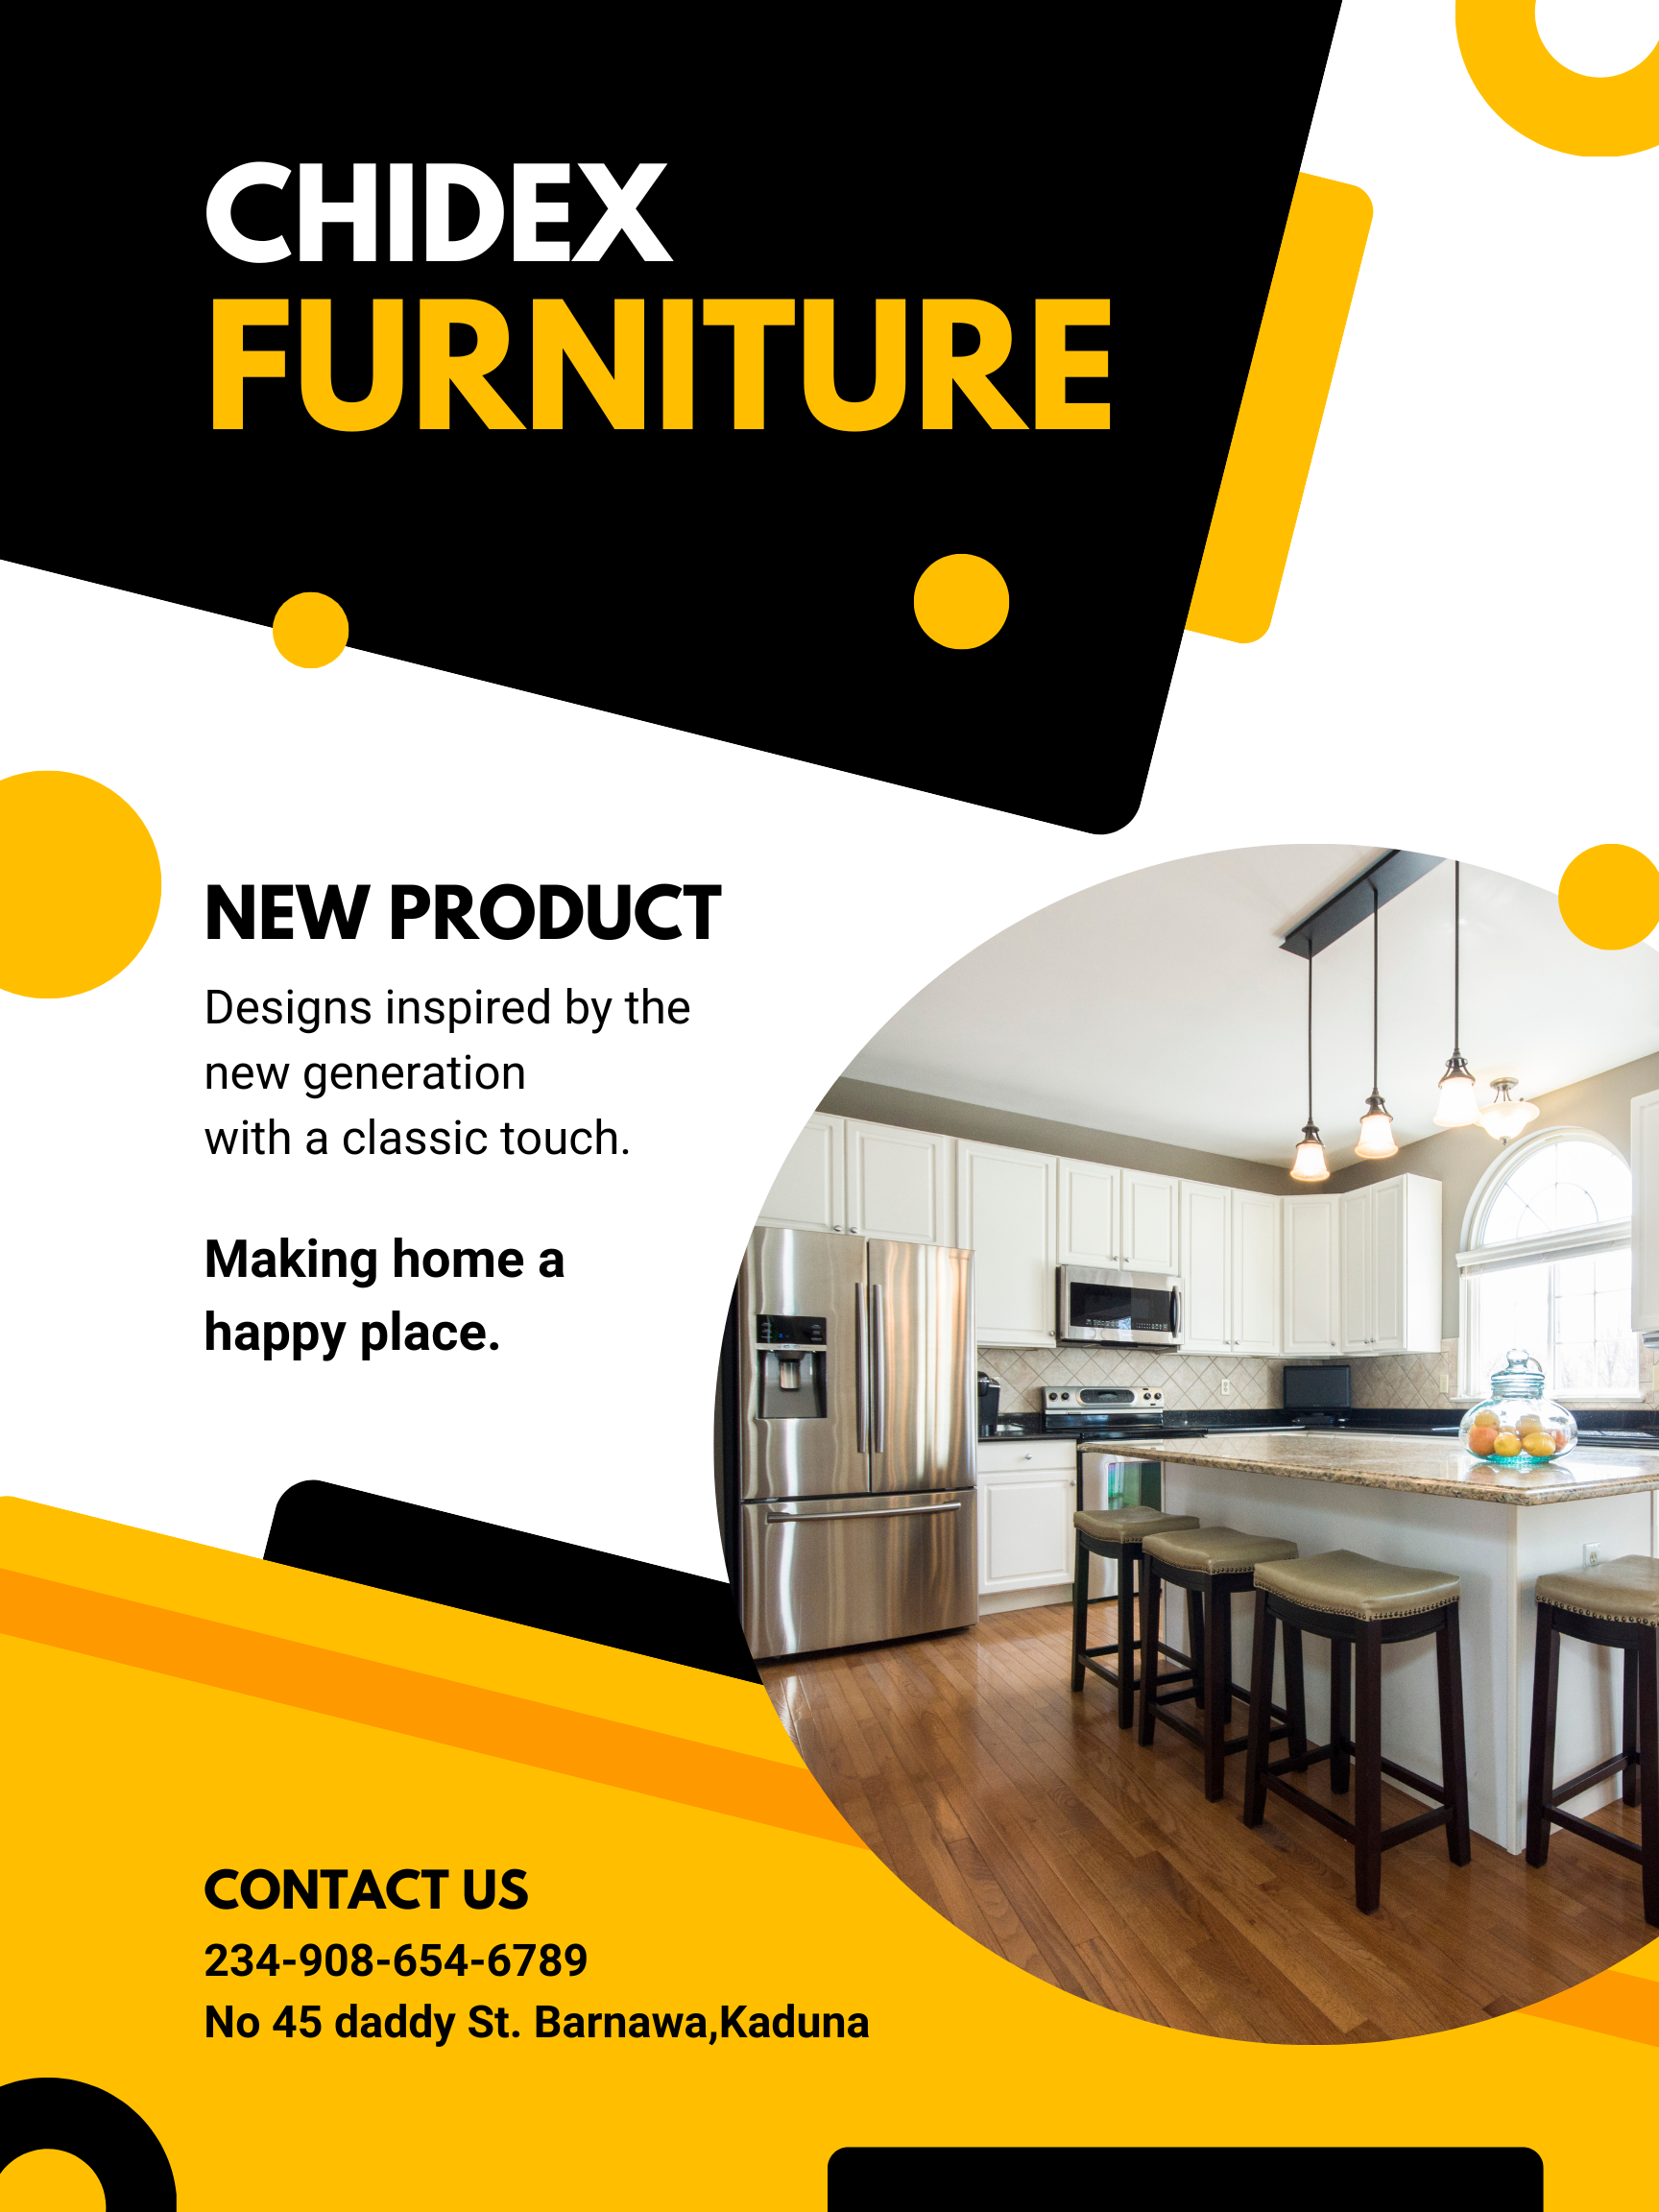 CHIDEX
FURNITURE
NEW PRODUCT
Designs inspired by the
new generation
with a classic touch.
Making home a
happy place.
CONTACT US
234-908-654-6789
No 45 daddy St. Barnawa,Kaduna